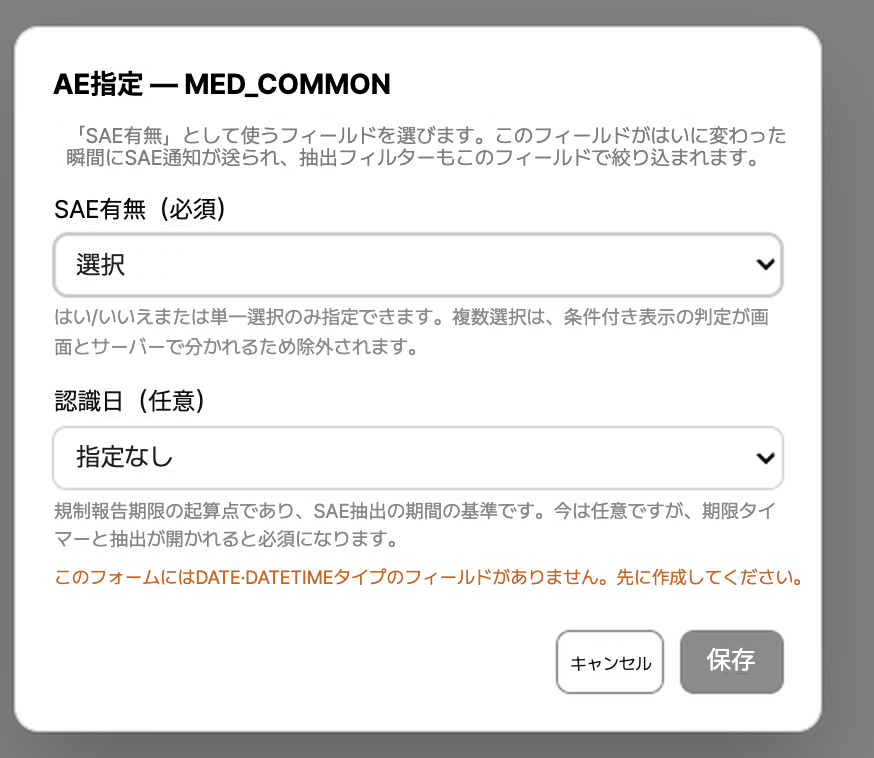 AE指定 — MED_COMMON
「SAE有無」として使うフィールドを選びます。このフィールドがはいに変わった
瞬間にSAE通知が送られ、抽出フィルターもこのフィールドで絞り込まれます。
SAE有無（必須）
選択
はい/いいえまたは単一選択のみ指定できます。複数選択は、条件付き表示の判定が画
面とサーバーで分かれるため除外されます。
認識日（任意）
指定なし
規制報告期限の起算点であり、SAE抽出の期間の基準です。今は任意ですが、期限タイ
マーと抽出が開かれると必須になります。
このフォームにはDATE·DATETIMEタイプのフィールドがありません。先に作成してください。
キャンセル
保存